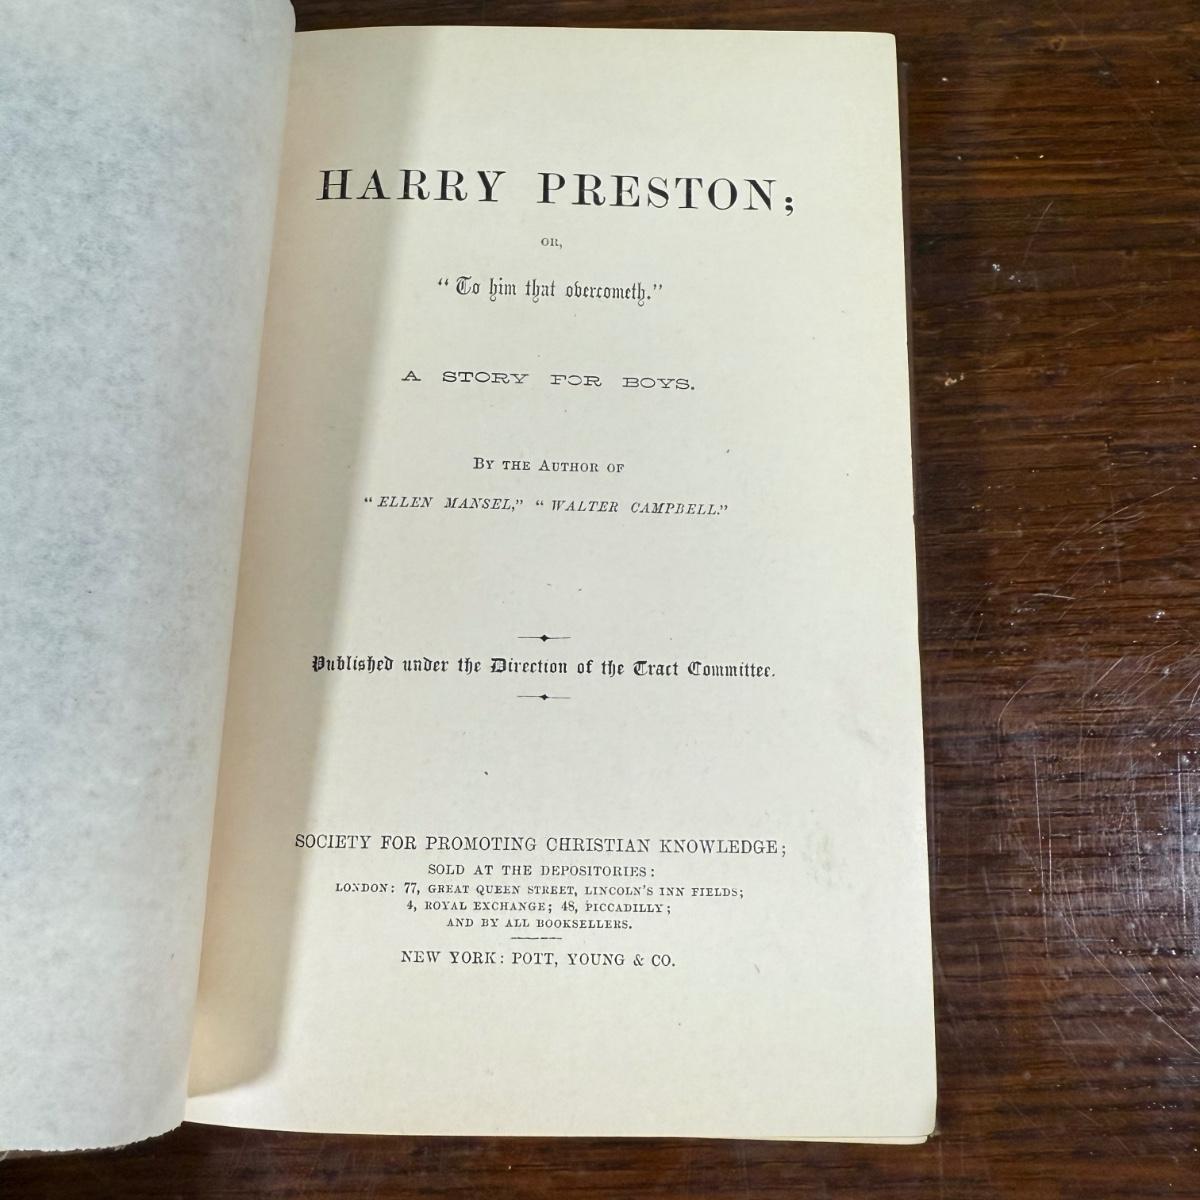 HARRY PRESTON;
OR,
“To him that overcometh.”
A STORY FOR BOYS.
BY THE AUTHOR OF
“ELLEN MANSEL,” “WALTER CAMPBELL.”
Published under the Direction of the Tract Committee.
SOCIETY FOR PROMOTING CHRISTIAN KNOWLEDGE;
SOLD AT THE DEPOSITORIES:
LONDON: 77, GREAT QUEEN STREET, LINCOLN'S INN FIELDS;
4, ROYAL EXCHANGE; 48, PICCADILLY;
AND BY ALL BOOKSELLERS.
NEW YORK: POTT, YOUNG & CO.